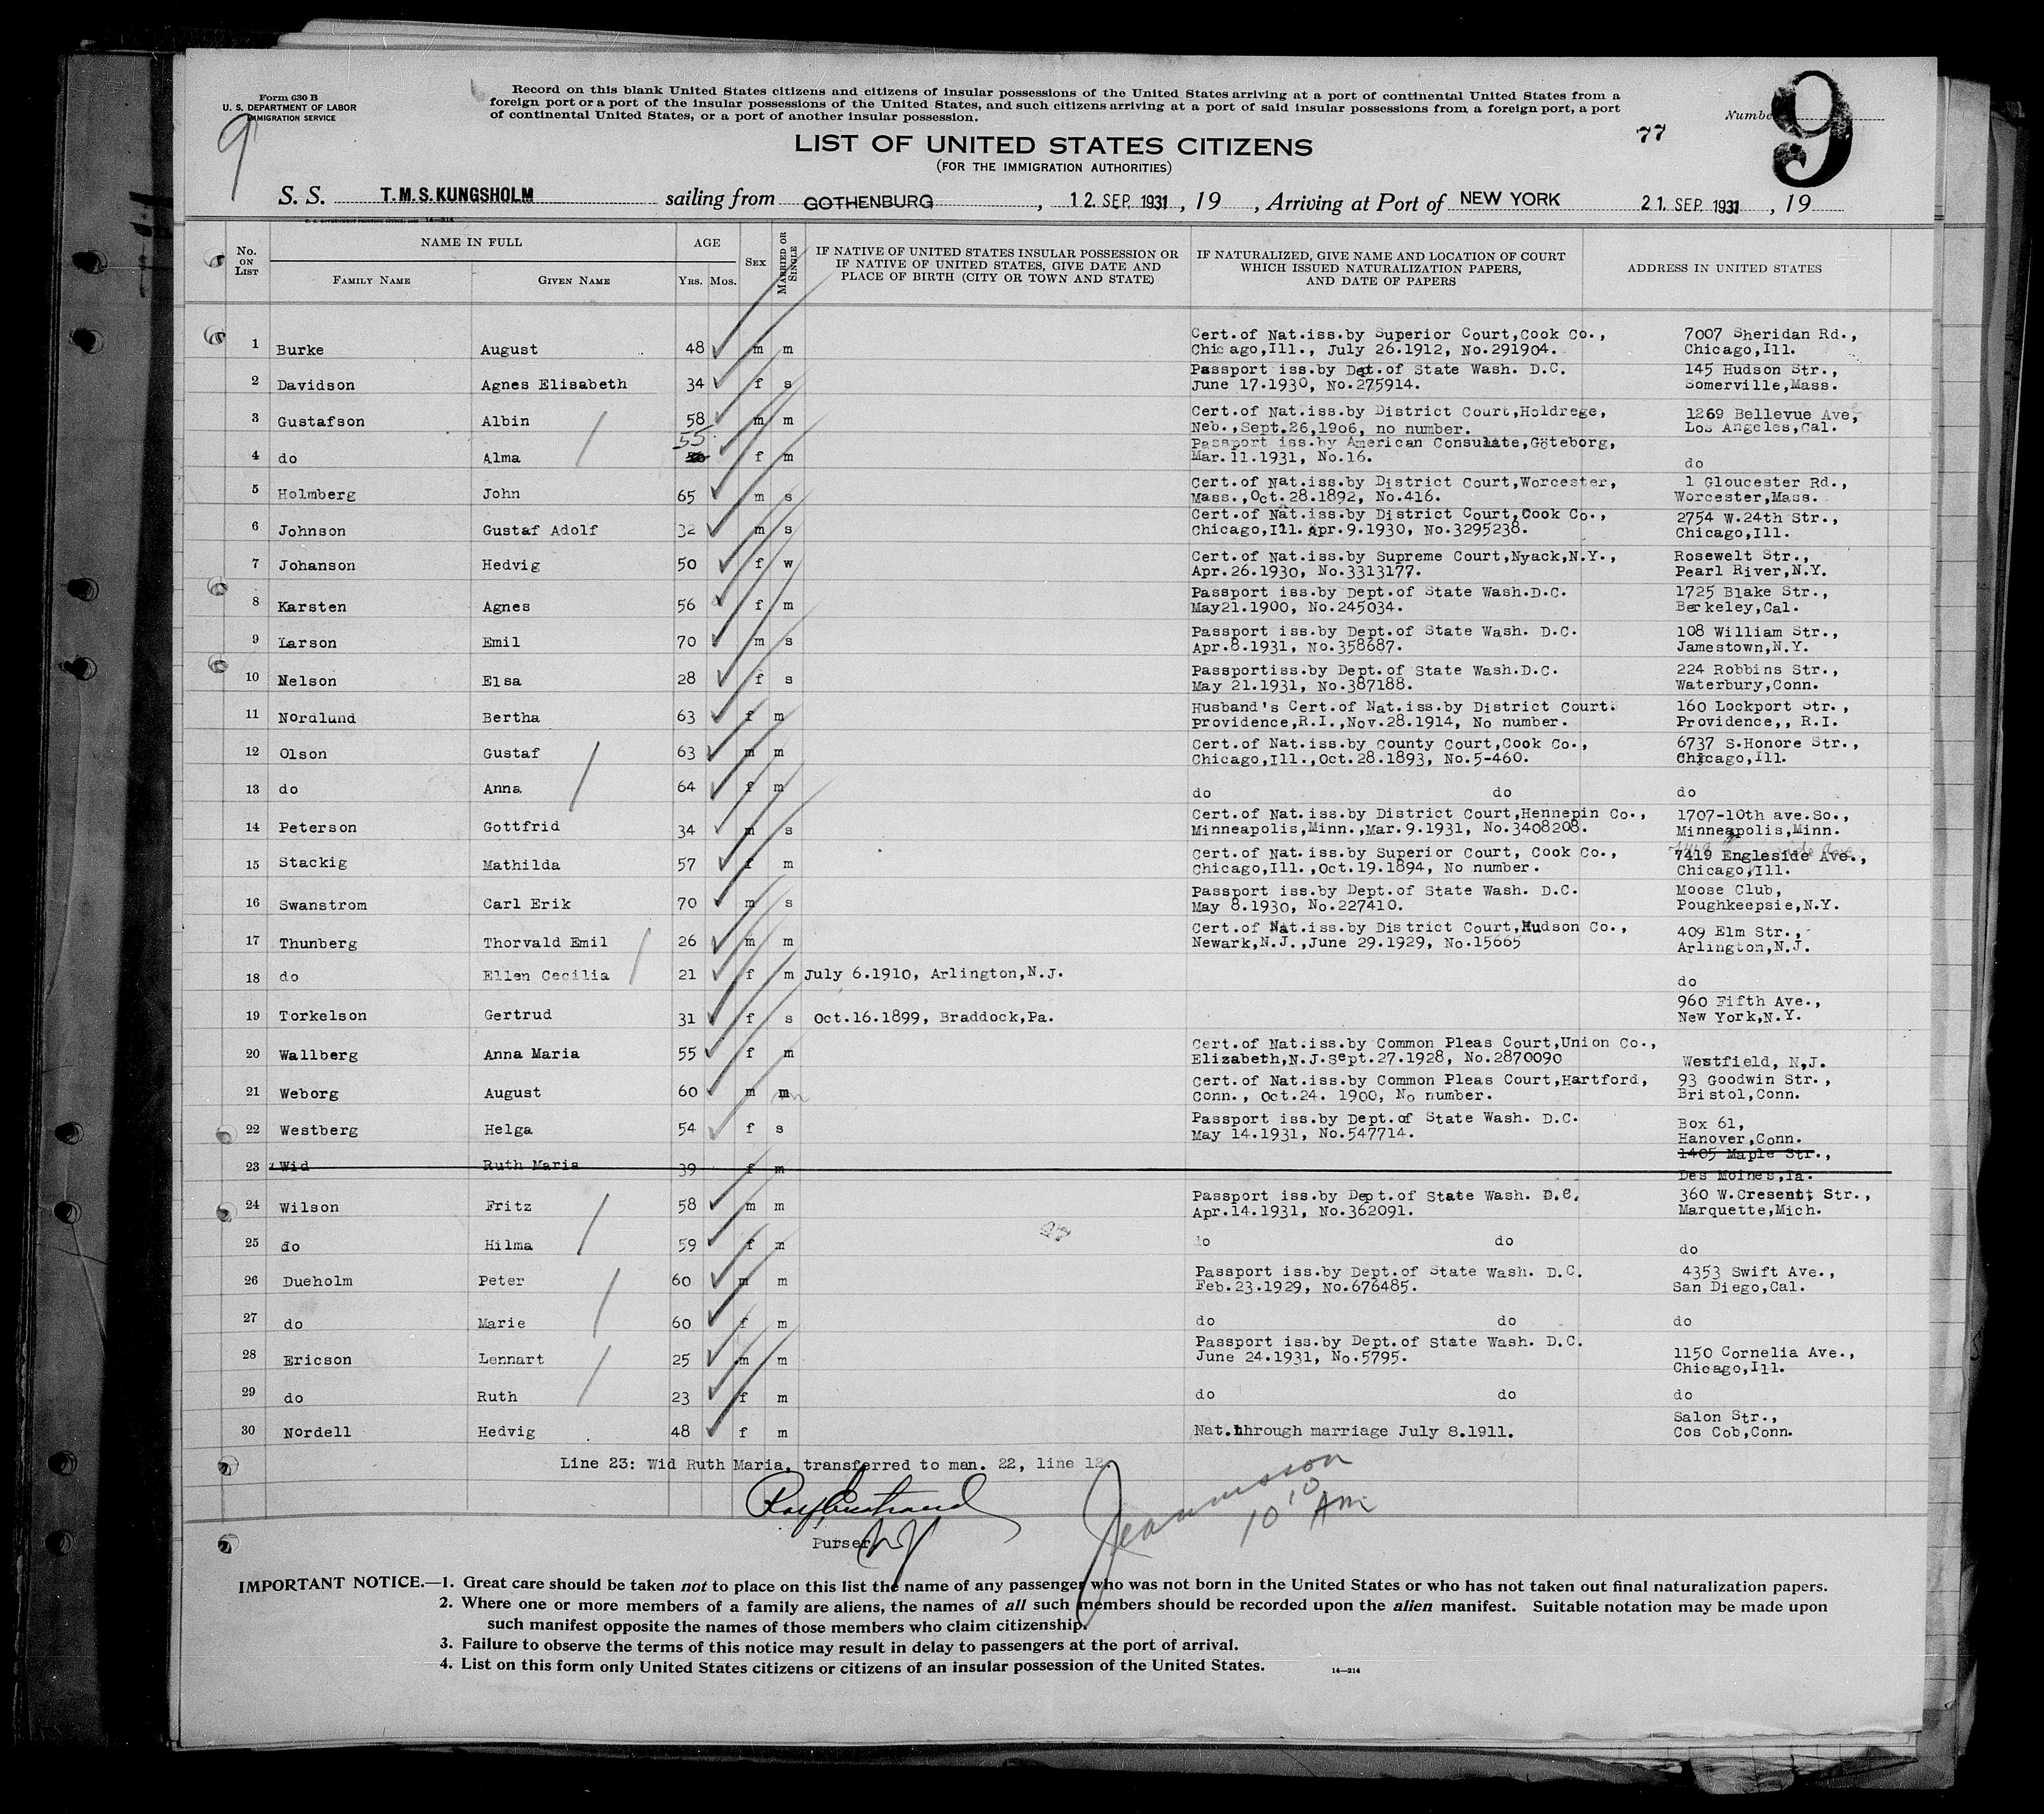 Form 630 B
U. S. DEPARTMENT OF LABOR
IMMIGRATION SERVICE
9
Record on this blank United States citizens and citizens of insular possessions of the United States arriving at a port of continental United States from a
foreign port or a port of the insular possessions of the United States, and such citizens arriving at a port of said insular possessions from a foreign port, a port
of continental United States, or a port of another insular possession.
Number 9
77
LIST OF UNITED STATES CITIZENS
(FOR THE IMMIGRATION AUTHORITIES)
S. S. T.M.S.KUNGSHOLM sailing from GOTHENBURG, 12. SEP. 1931, 19 , Arriving at Port of NEW YORK 21. SEP. 1931, 19
No. ON LIST NAME IN FULL AGE SEX MARRIED OR SINGLE IF NATIVE OF UNITED STATES INSULAR POSSESSION OR IF NATIVE OF UNITED STATES, GIVE DATE AND PLACE OF BIRTH (CITY OR TOWN AND STATE) IF NATURALIZED, GIVE NAME AND LOCATION OF COURT WHICH ISSUED NATURALIZATION PAPERS, AND DATE OF PAPERS ADDRESS IN UNITED STATES
FAMILY NAME GIVEN NAME YRS. MOS.
1 Burke August 48 m m Cert.of Nat.iss.by Superior Court,Cook Co., 7007 Sheridan Rd.,
Chicago,Ill., July 26.1912, No.291904. Chicago,Ill.
2 Davidson Agnes Elisabeth 34 f s Passport iss.by Det.of State Wash. D.C. 145 Hudson Str.,
June 17.1930, No.275914. Somerville,Mass.
3 Gustafson Albin 58 m m Cert.of Nat.iss.by District Court,Holdrege, 1269 Bellevue Ave,
Neb.,Sept.26,1906, no number. Los Angeles,Cal.
4 do Alma 55 f m Passport iss.by American Consulate,Göteborg,
Mar.11.1931, No.16. do
5 Holmberg John 65 m s Cert.of Nat.iss.by District Court,Worcester, 1 Gloucester Rd.,
Mass.,Oct.28.1892, No.416. Worcester,Mass.
6 Johnson Gustaf Adolf 32 m s Cert.of Nat.iss.by District Court,Cook Co., 2754 W.24th Str.,
Chicago,Ill. Apr.9.1930, No.3295238. Chicago,Ill.
7 Johanson Hedvig 50 f w Cert.of Nat.iss.by Supreme Court,Nyack,N.Y., Rosewelt Str.,
Apr.26.1930, No.3313177. Pearl River,N.Y.
8 Karsten Agnes 56 f m Passport iss.by Dept.of State Wash.D.C. 1725 Blake Str.,
May21.1900, No.245034. Berkeley,Cal.
9 Larson Emil 70 m s Passport iss.by Dept.of State Wash. D.C. 108 William Str.,
Apr.8.1931, No.358687. Jamestown,N.Y.
10 Nelson Elsa 28 f s Passportiss.by Dept.of State Wash.D.C. 224 Robbins Str.,
May 21.1931, No.387188. Waterbury,Conn.
11 Nordlund Bertha 63 f m Husband's Cert.of Nat.iss.by District Court. 160 Lockport Str.,
Providence,R.I.,Nov.28.1914, No number. Providence,, R.I.
12 Olson Gustaf 63 m m Cert.of Nat.iss.by County Court,Cook Co., 6737 S.Honore Str.,
Chicago,Ill.,Oct.28.1893, No.5-460. Chicago,Ill.
13 do Anna 64 f m do do do
14 Peterson Gottfrid 34 m s Cert.of Nat.iss.by District Court,Hennepin Co., 1707-10th ave.So.,
Minneapolis,Minn.,Mar.9.1931, No.3408208. Minneapolis,Minn.
15 Stackig Mathilda 57 f m Cert.of Nat.iss.by Superior Court, Cook Co., 7419 Engleside Ave.,
Chicago,Ill.,Oct.19.1894, No number. Chicago,Ill.
16 Swanstrom Carl Erik 70 m s Passport iss.by Dept.of State Wash. D.C. Moose Club,
May 8.1930, No.227410. Poughkeepsie,N.Y.
17 Thunberg Thorvald Emil 26 m m Cert.of Nat.iss.by District Court,Hudson Co., 409 Elm Str.,
Newark,N.J.,June 29.1929, No.15665 Arlington,N.J.
18 do Ellen Cecilia 21 f m July 6.1910, Arlington,N.J. do
19 Torkelson Gertrud 31 f s Oct.16.1899, Braddock,Pa. 960 Fifth Ave.,
New York,N.Y.
20 Wallberg Anna Maria 55 f m Cert.of Nat.iss.by Common Pleas Court,Union Co.,
Elizabeth,N.J.Sept.27.1928, No.2870090 Westfield, N,J.
21 Weborg August 60 m m Cert.of Nat.iss.by Common Pleas Court,Hartford, 93 Goodwin Str.,
Conn., Oct.24. 1900, No number. Bristol,Conn.
22 Westberg Helga 54 f s Passport iss.by Dept.of State Wash. D.C. Box 61,
May 14.1931, No.547714. Hanover,Conn.
23 Wid Ruth Maria 39 f m 1405 Maple Str.,
Des Moines,Ia.
24 Wilson Fritz 58 m m Passport iss.by Dept.of State Wash. D.C. 360 W.Cresent, Str.,
Apr.14.1931, No.362091. Marquette,Mich.
25 do Hilma 59 f m do do do
26 Dueholm Peter 60 m m Passport iss.by Dept.of State Wash. D.C. 4353 Swift Ave.,
Feb.23.1929, No.676485. San Diego,Cal.
27 do Marie 60 f m do do do
28 Ericson Lennart 25 m m Passport iss.by Dept.of State Wash. D.C. 1150 Cornelia Ave.,
June 24.1931, No.5795. Chicago,Ill.
29 do Ruth 23 f m do do do
30 Nordell Hedvig 48 f m Nat.through marriage July 8.1911. Salon Str.,
Cos Cob,Conn.
Line 23: Wid Ruth Maria, transferred to man. 22, line 12.
10 10 AM
Purser
IMPORTANT NOTICE.—1. Great care should be taken not to place on this list the name of any passenger who was not born in the United States or who has not taken out final naturalization papers.
2. Where one or more members of a family are aliens, the names of all such members should be recorded upon the alien manifest. Suitable notation may be made upon
such manifest opposite the names of those members who claim citizenship.
3. Failure to observe the terms of this notice may result in delay to passengers at the port of arrival.
4. List on this form only United States citizens or citizens of an insular possession of the United States.
14—214